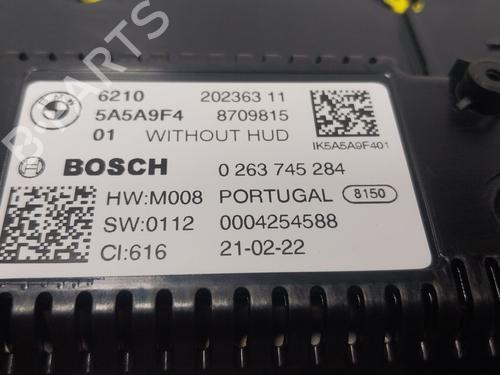 6210 202363 11
5A5A9F4 8709815
01 WITHOUT HUD
IK5A5A9F401
BOSCH 0 263 745 284
HW:M008 PORTUGAL 8150
SW:0112 0004254588
CI:616 21-02-22
B-PARTS